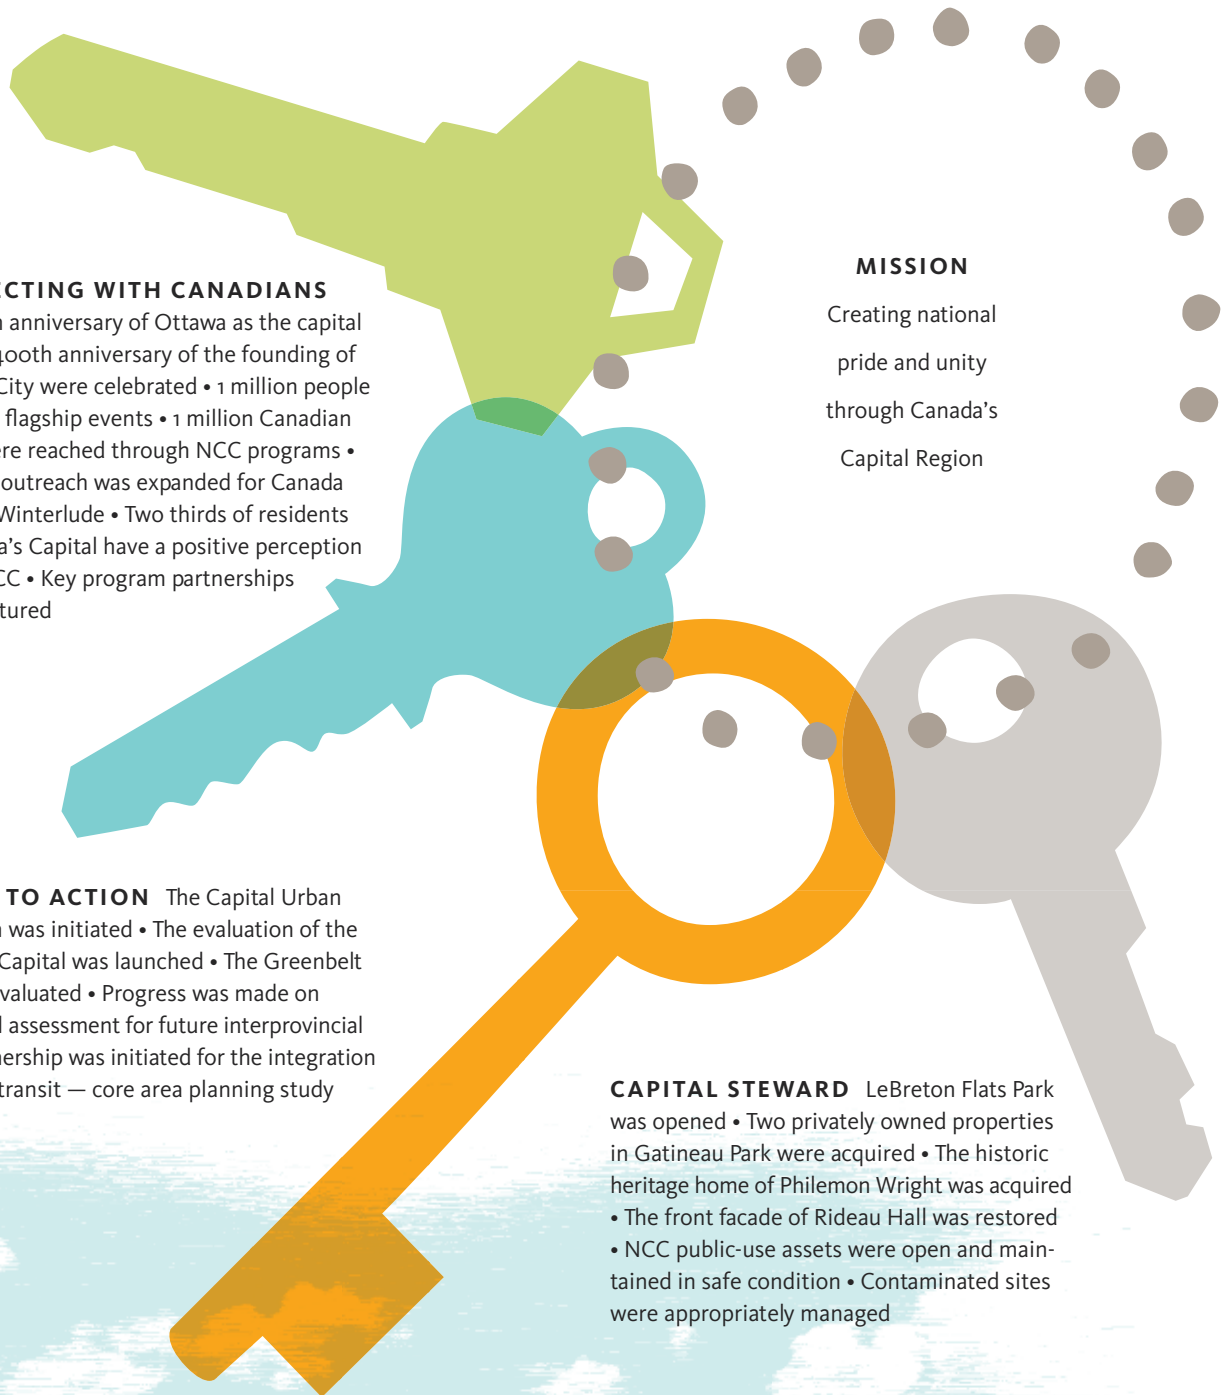 ECTING WITH CANADIANS
anniversary of Ottawa as the capital
400th anniversary of the founding of
City were celebrated • 1 million people
flagship events • 1 million Canadian
ere reached through NCC programs •
outreach was expanded for Canada
Winterlude • Two thirds of residents
a’s Capital have a positive perception
CC • Key program partnerships
tured
MISSION
Creating national
pride and unity
through Canada’s
Capital Region
TO ACTION The Capital Urban
was initiated • The evaluation of the
Capital was launched • The Greenbelt
valuated • Progress was made on
assessment for future interprovincial
nership was initiated for the integration
transit — core area planning study
CAPITAL STEWARD LeBreton Flats Park
was opened • Two privately owned properties
in Gatineau Park were acquired • The historic
heritage home of Philemon Wright was acquired
• The front facade of Rideau Hall was restored
• NCC public-use assets were open and main-
tained in safe condition • Contaminated sites
were appropriately managed